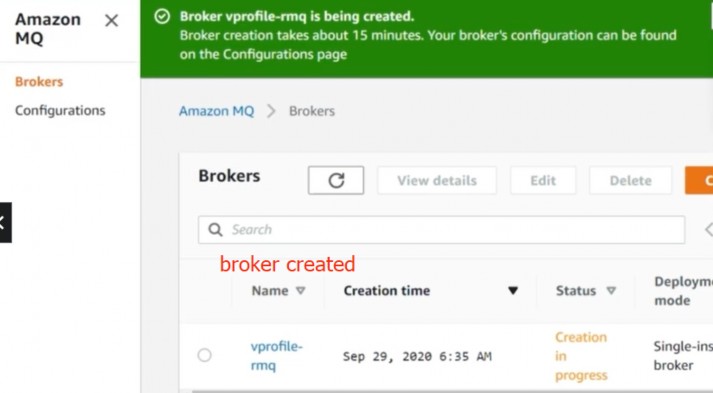 Amazon
MQ
Brokers
Configurations
Broker vprofile-rmq is being created.
Broker creation takes about 15 minutes. Your broker's configuration can be found
on the Configurations page
Amazon MQ > Brokers
Brokers
View details
Edit
Delete
Search
broker created
Name
Creation time
Status
Deploym
mode
vprofile-
rmq
Sep 29, 2020 6:35 AM
Creation
in
progress
Single-ins
broker